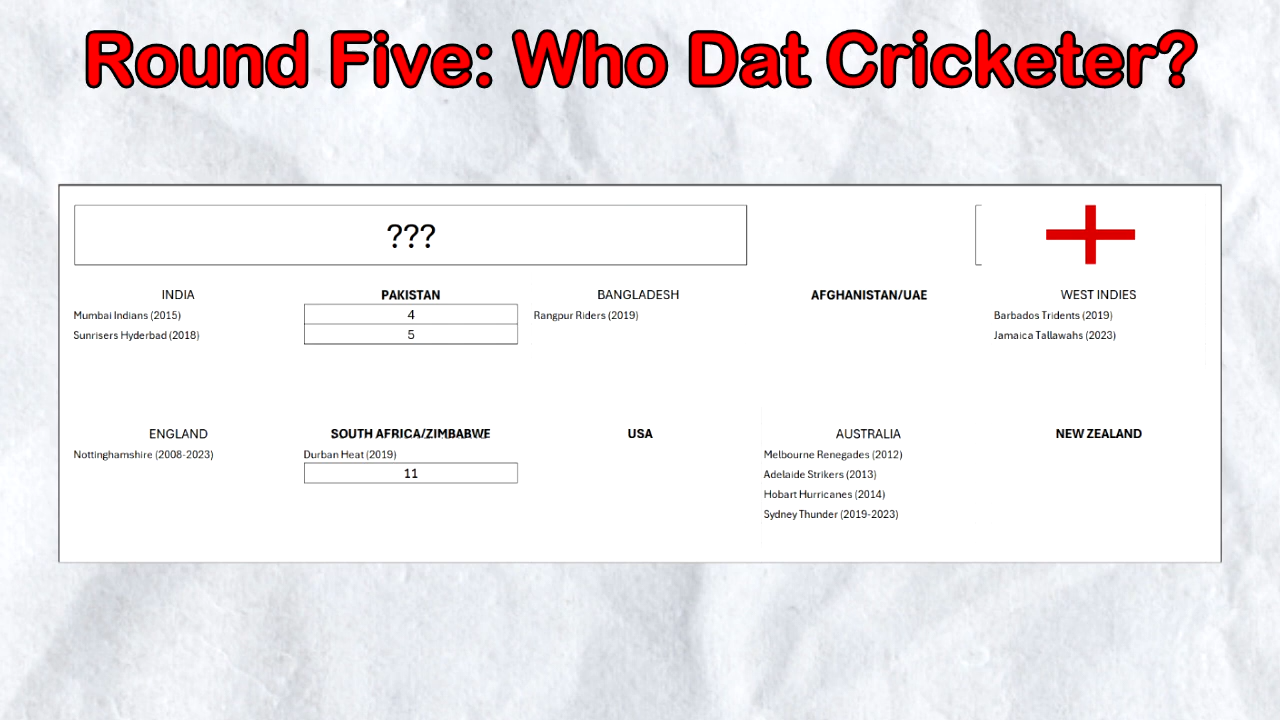 Round Five: Who Dat Cricketer?
???
INDIA
Mumbai Indians (2015)
Sunrisers Hyderbad (2018)
PAKISTAN
4
5
BANGLADESH
Rangpur Riders (2019)
AFGHANISTAN/UAE
WEST INDIES
Barbados Tridents (2019)
Jamaica Tallawahs (2023)
ENGLAND
Nottinghamshire (2008-2023)
SOUTH AFRICA/ZIMBABWE
Durban Heat (2019)
11
USA
AUSTRALIA
Melbourne Renegades (2012)
Adelaide Strikers (2013)
Hobart Hurricanes (2014)
Sydney Thunder (2019-2023)
NEW ZEALAND